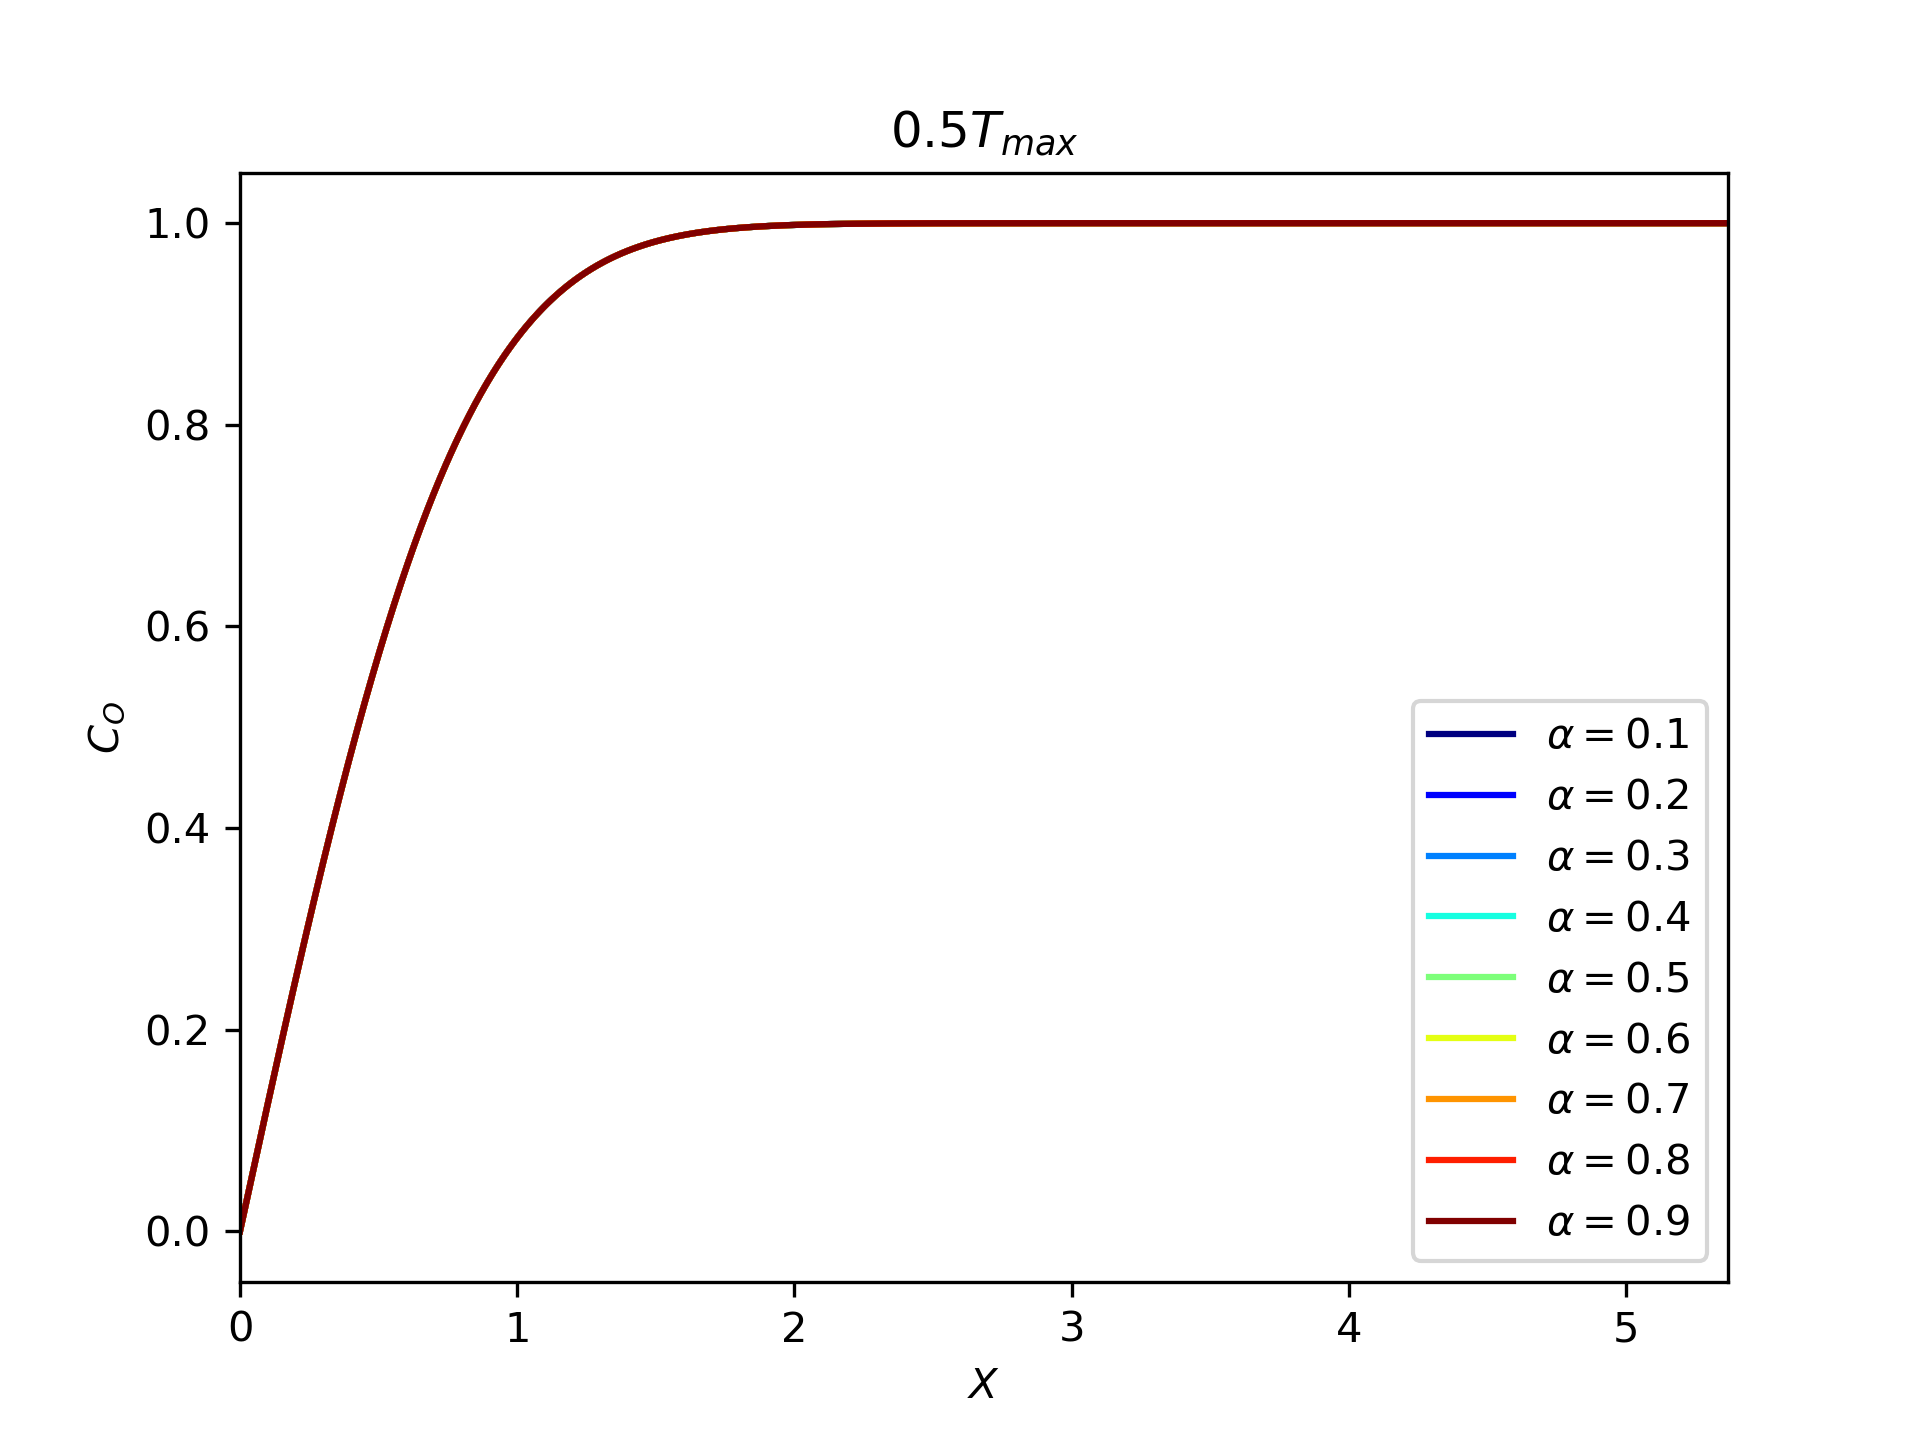 0.5T_max
1.0
0.8
0.6
0.4
0.2
0.0
C_O
α = 0.1
α = 0.2
α = 0.3
α = 0.4
α = 0.5
α = 0.6
α = 0.7
α = 0.8
α = 0.9
0 1 2 3 4 5
X